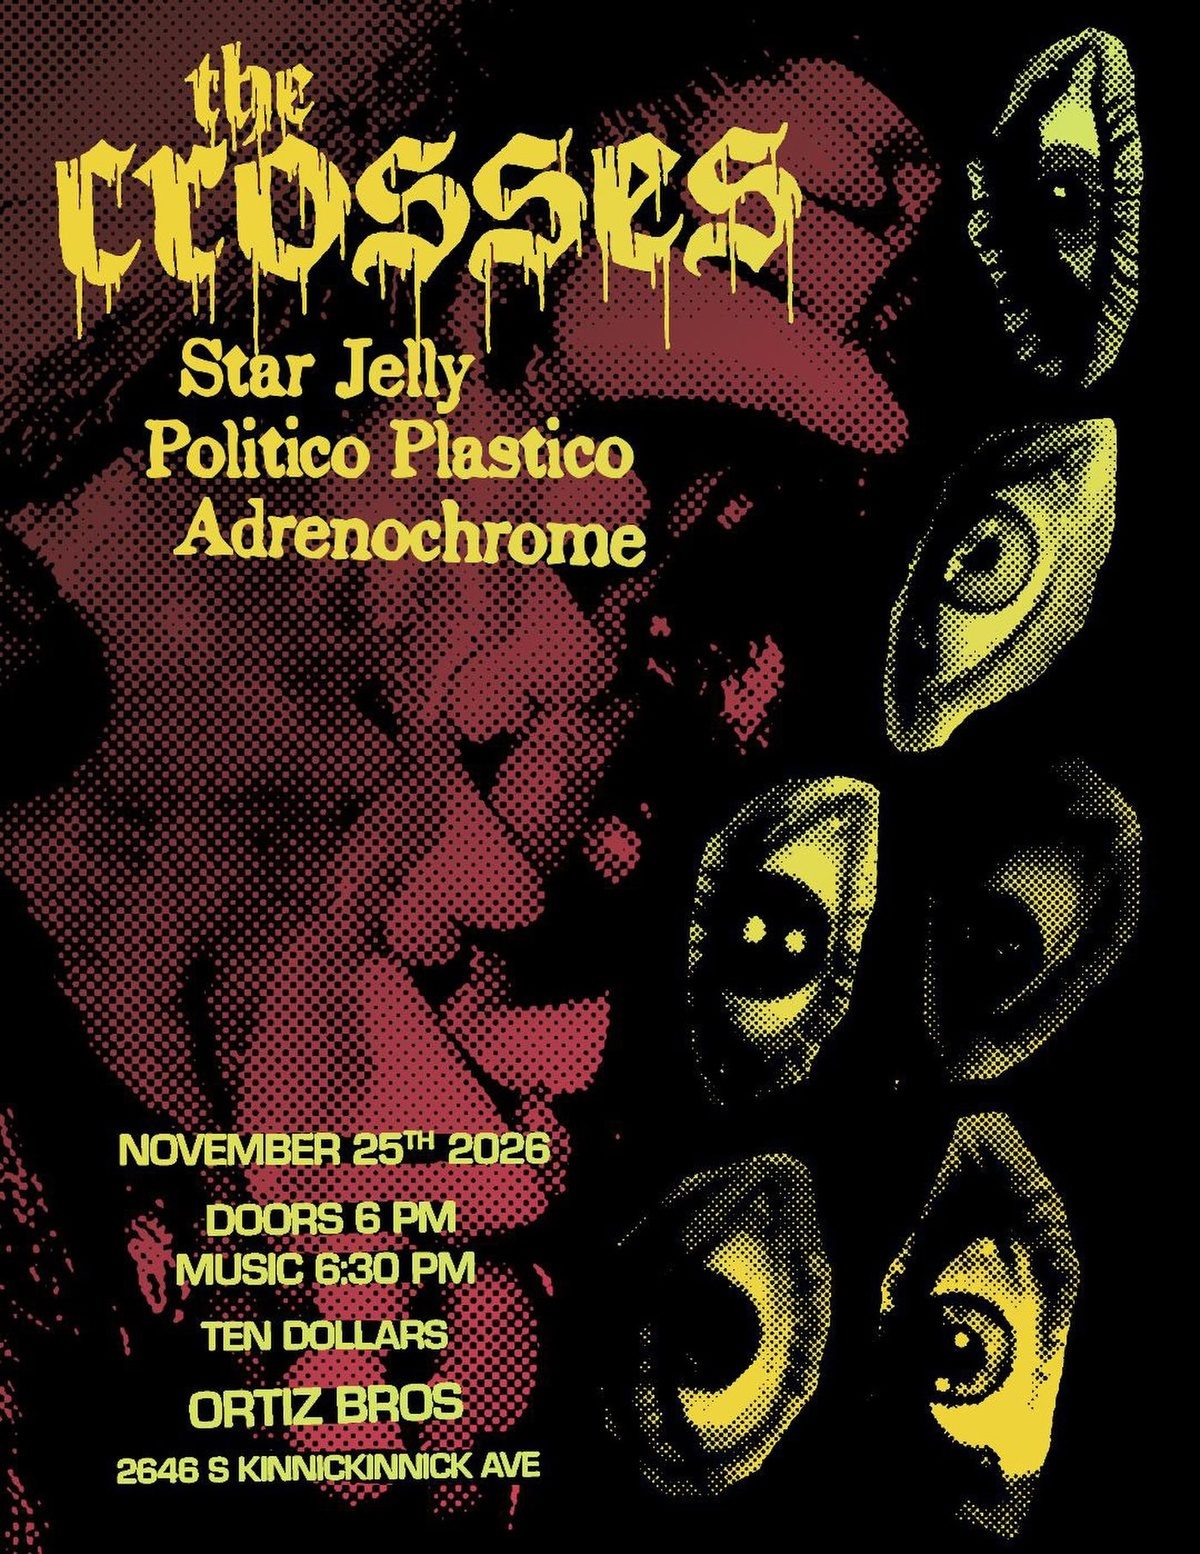 the
crosses
Star Jelly
Politico Plastico
Adrenochrome
NOVEMBER 25TH 2026
DOORS 6 PM
MUSIC 6:30 PM
TEN DOLLARS
ORTIZ BROS
2646 S KINNICKINNICK AVE